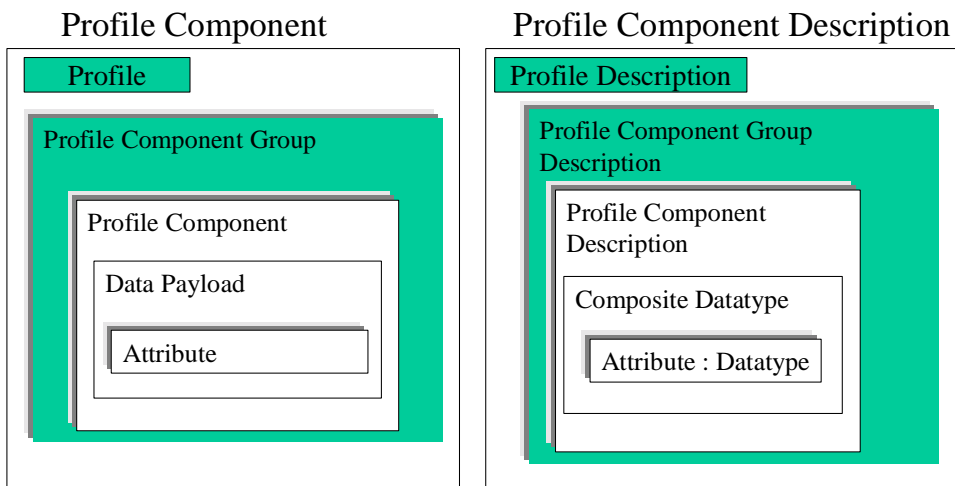 Profile Component
Profile
Profile Component Group
Profile Component
Data Payload
Attribute
Profile Component Description
Profile Description
Profile Component Group
Description
Profile Component
Description
Composite Datatype
Attribute : Datatype